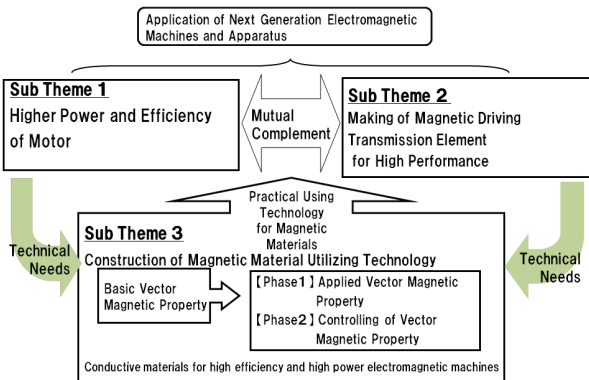 Application of Next Generation Electromagnetic
Machines and Apparatus
Sub Theme 1
Higher Power and Efficiency
of Motor
Mutual
Complement
Sub Theme 2
Making of Magnetic Driving
Transmission Element
for High Performance
Practical Using
Technology
for Magnetic
Materials
Technical
Needs
Technical
Needs
Sub Theme 3
Construction of Magnetic Material Utilizing Technology
Basic Vector
Magnetic Property
【Phase1】Applied Vector Magnetic
Property
【Phase2】Controlling of Vector
Magnetic Property
Conductive materials for high efficiency and high power electromagnetic machines